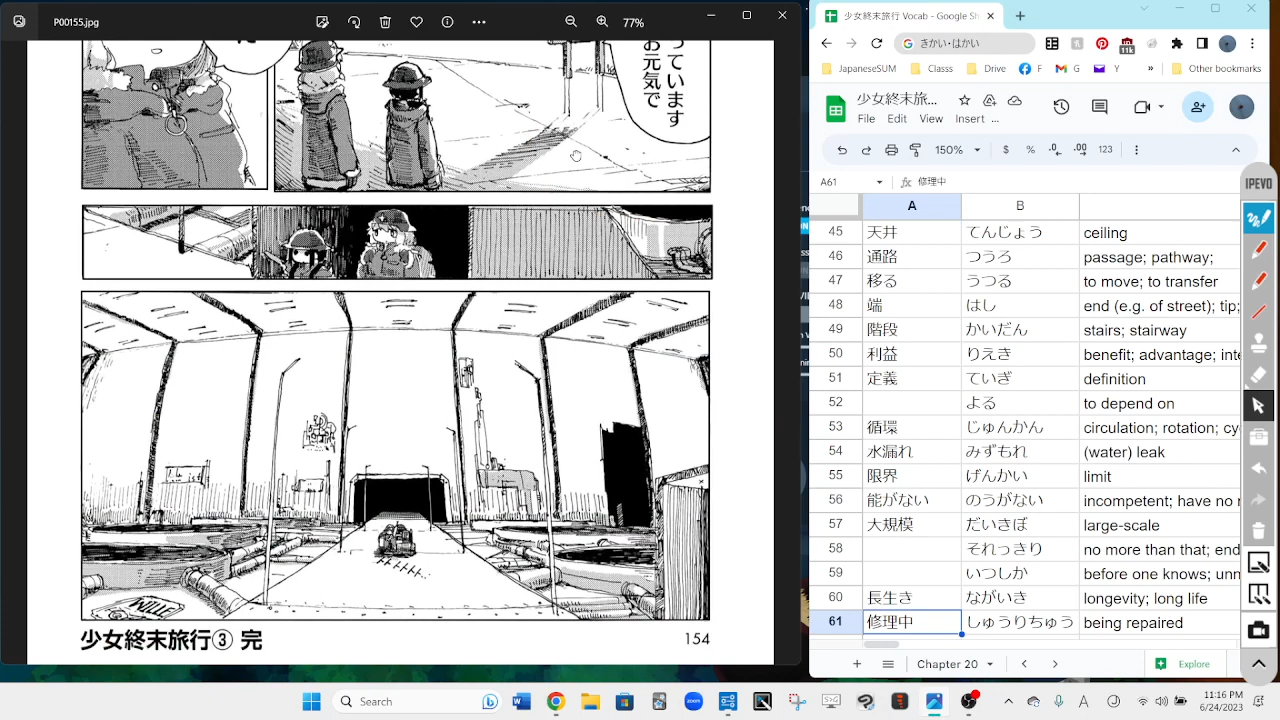 P00155.jpg
77%
っています
お元気で
WILLE
少女終末旅行③ 完
154
少女終末旅行 Vocab - Google Sh
きかい・はかい
11k
JapaneseSUM
Classs
Drive
F
G
Y
»
Other bookmarks
少女終末旅...
File
Edit
View
Insert
...
150%
$
%
.0
.00
123
A61
修理中
A
B
45 天井 てんじょう ceiling
46 通路 つうろ passage; pathway;
47 移る うつる to move; to transfer
48 端 はし end (e.g. of street); tip
49 階段 かいだん stairs; stairway
50 利益 りえき benefit; advantage; in
51 定義 ていぎ definition
52 よる to depend on
53 循環 じゅんかん circulation; rotation; cy
54 水漏れ みずもれ (water) leak
55 限界 げんかい limit
56 能がない のうがない incompetent; have no
57 大規模 だいきぼ large-scale
58 それっきり no more than that; end
59 いつしか before one knows; un
60 長生き ながいき longevity; long life
61 修理中 しゅうりちゅう being repaired
Chapter 20
Explore
IPEVO
Search
zoom
A
11:16 PM
6/24/2023